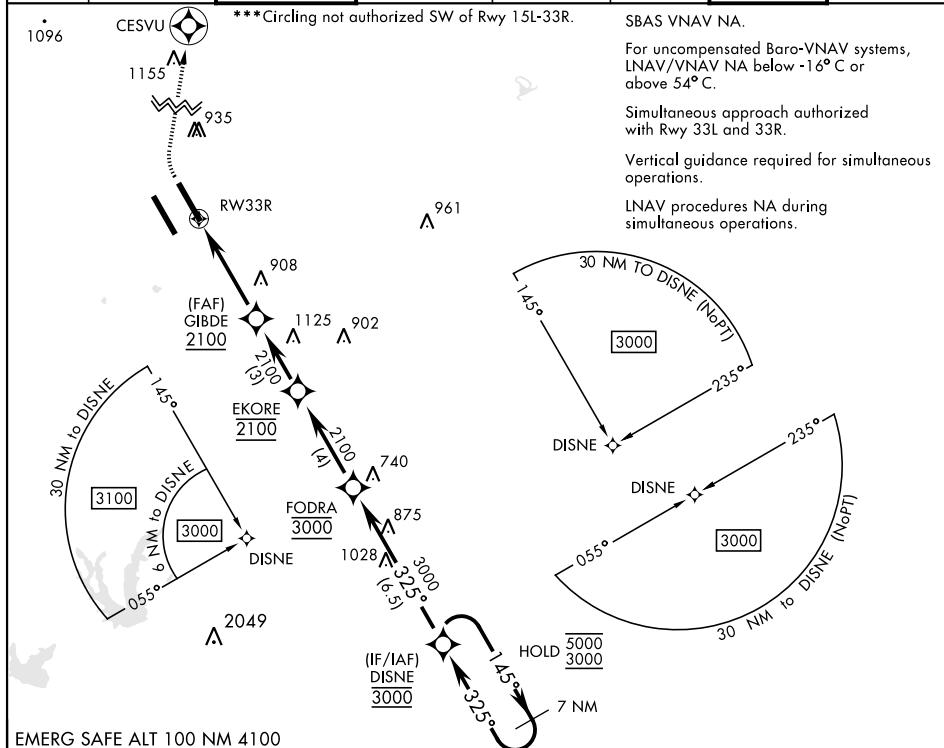 ***Circling not authorized SW of Rwy 15L-33R.
SBAS VNAV NA.
For uncompensated Baro-VNAV systems,
LNAV/VNAV NA below -16° C or
above 54° C.
Simultaneous approach authorized
with Rwy 33L and 33R.
Vertical guidance required for simultaneous
operations.
LNAV procedures NA during
simultaneous operations.
1096
CESVU
1155
935
RW33R
961
908
(FAF)
GIBDE
2100
1125
902
2100
(3)
EKORE
2100
2100
(4)
740
FODRA
3000
875
1028
3000
325°
(6.5)
(IF/IAF)
DISNE
3000
HOLD
5000
3000
145°
325°
7 NM
2049
30 NM to DISNE
145°
3100
6 NM to DISNE
3000
DISNE
055°
30 NM TO DISNE (NoPT)
145°
3000
235°
DISNE
DISNE
235°
055°
3000
30 NM to DISNE (NoPT)
EMERG SAFE ALT 100 NM 4100